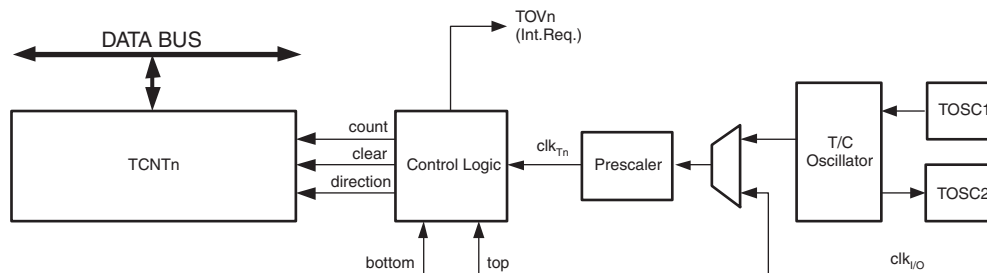 TOVn
(Int.Req.)
DATA BUS
TCNTn
count
clear
direction
Control Logic
clkTn
Prescaler
T/C
Oscillator
TOSC1
TOSC2
bottom
top
clkI/O